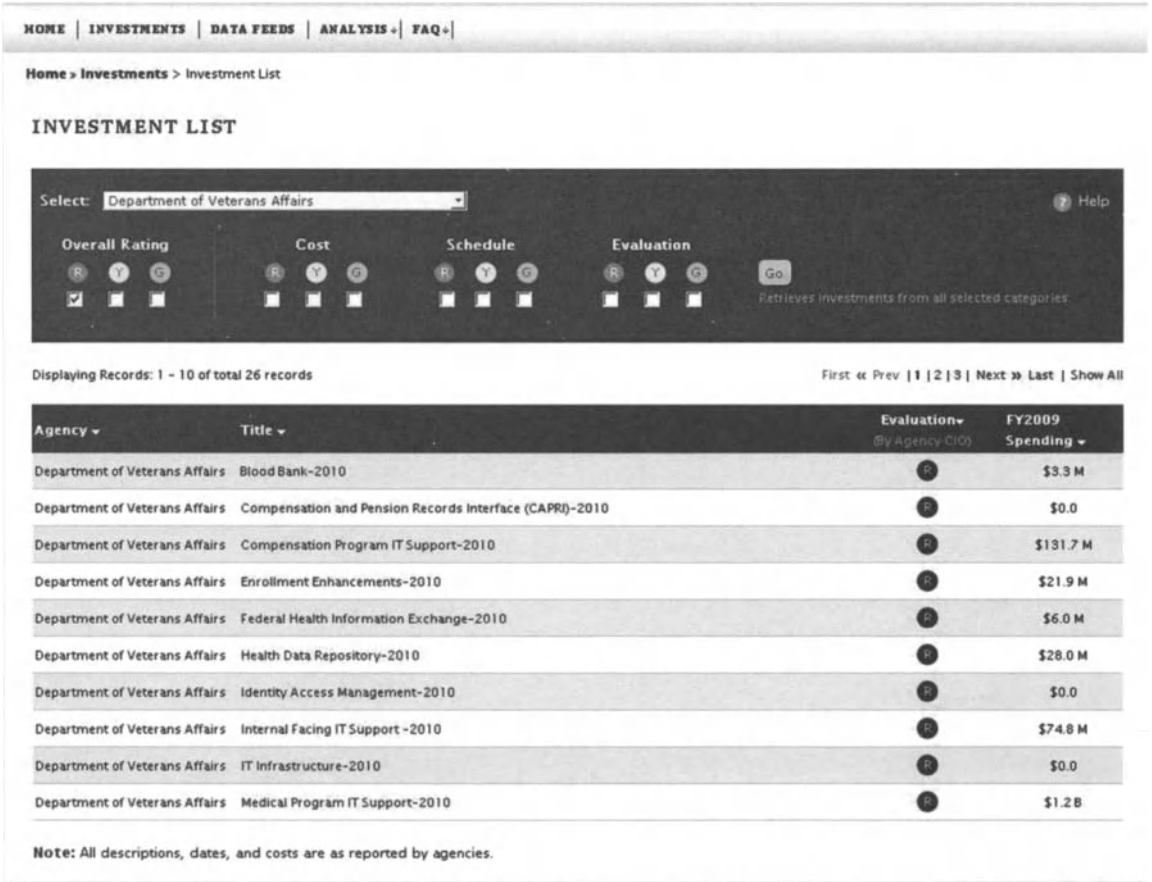 HOME | INVESTMENTS | DATA FEEDS | ANALYSIS↓| FAQ↓|
Home » Investments > Investment List
INVESTMENT LIST
Select: Department of Veterans Affairs ? Help
Overall Rating Cost Schedule Evaluation
R Y G R Y G R Y G R Y G Go
Retrieves investments from all selected categories
Displaying Records: 1 - 10 of total 26 records First « Prev |1 |2 |3 | Next » Last | Show All
Agency Title Evaluation (By Agency CIO) FY2009 Spending
Department of Veterans Affairs Blood Bank-2010 R $3.3 M
Department of Veterans Affairs Compensation and Pension Records Interface (CAPRI)-2010 R $0.0
Department of Veterans Affairs Compensation Program IT Support-2010 R $131.7 M
Department of Veterans Affairs Enrollment Enhancements-2010 R $21.9 M
Department of Veterans Affairs Federal Health Information Exchange-2010 R $6.0 M
Department of Veterans Affairs Health Data Repository-2010 R $28.0 M
Department of Veterans Affairs Identity Access Management-2010 R $0.0
Department of Veterans Affairs Internal Facing IT Support -2010 R $74.8 M
Department of Veterans Affairs IT Infrastructure-2010 R $0.0
Department of Veterans Affairs Medical Program IT Support-2010 R $1.2 B
Note: All descriptions, dates, and costs are as reported by agencies.